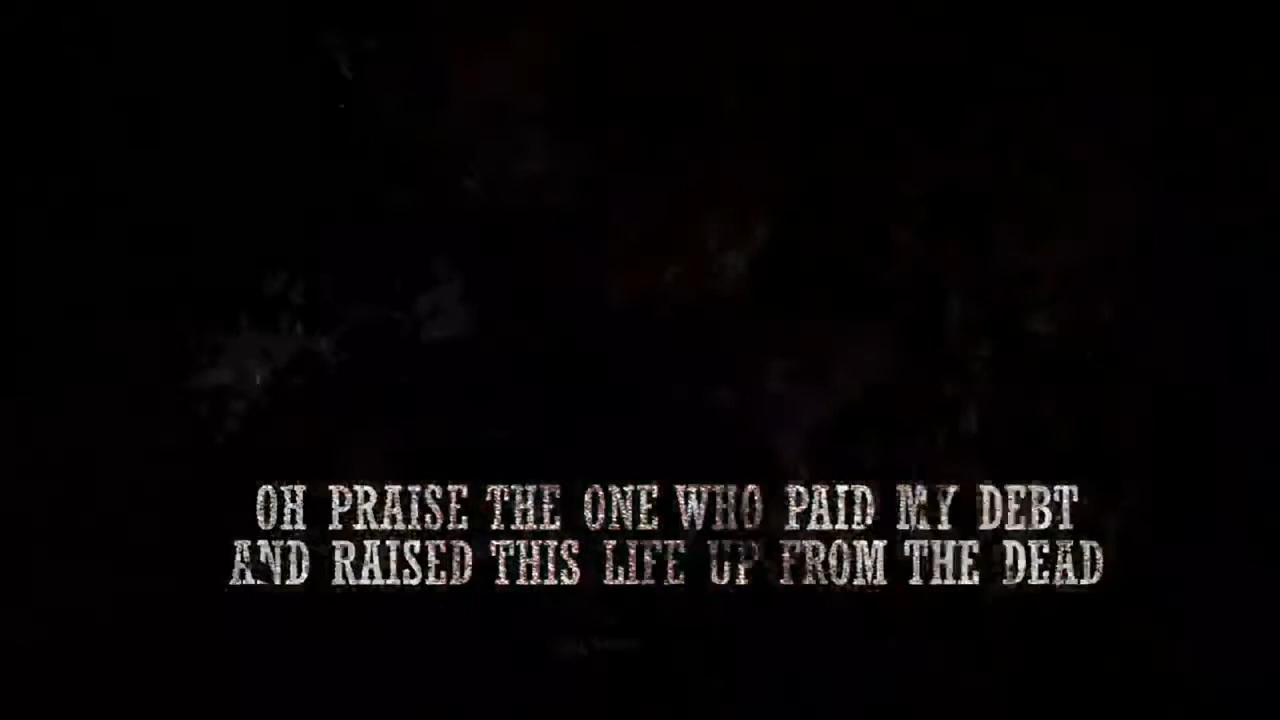 OH PRAISE THE ONE WHO PAID MY DEBT
AND RAISED THIS LIFE UP FROM THE DEAD